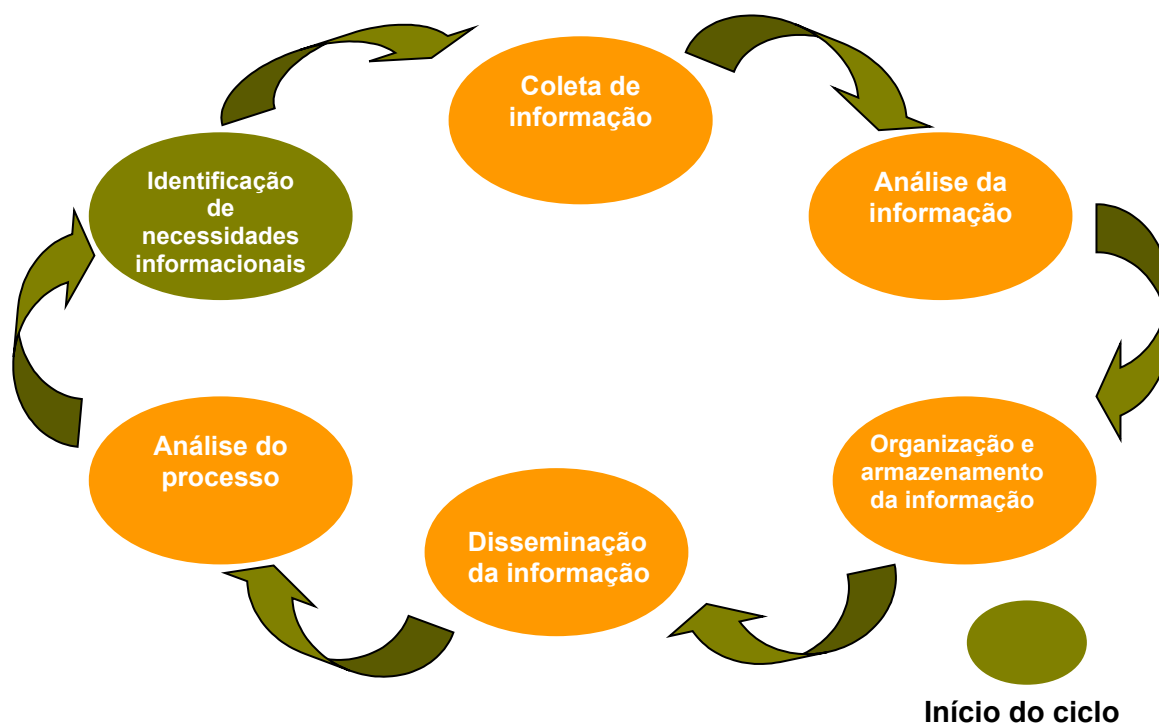 Coleta de
informação
Análise da
informação
Identificação
de
necessidades
informacionais
Organização e
armazenamento
da informação
Análise do
processo
Disseminação
da informação
Início do ciclo